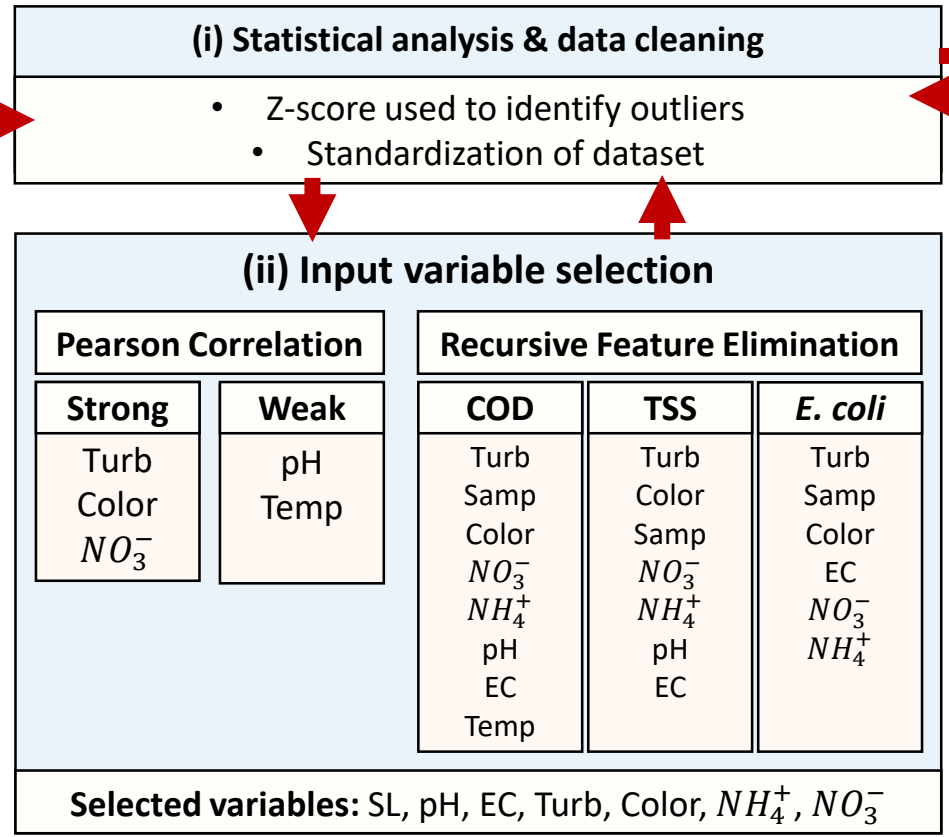 (i) Statistical analysis & data cleaning
• Z-score used to identify outliers
• Standardization of dataset
(ii) Input variable selection
Pearson Correlation
Strong
Turb
Color
NO₃⁻
Weak
pH
Temp
Recursive Feature Elimination
COD
Turb
Samp
Color
NO₃⁻
NH₄⁺
pH
EC
Temp
TSS
Turb
Color
Samp
NO₃⁻
NH₄⁺
pH
EC
E. coli
Turb
Samp
Color
EC
NO₃⁻
NH₄⁺
Selected variables: SL, pH, EC, Turb, Color, NH₄⁺, NO₃⁻